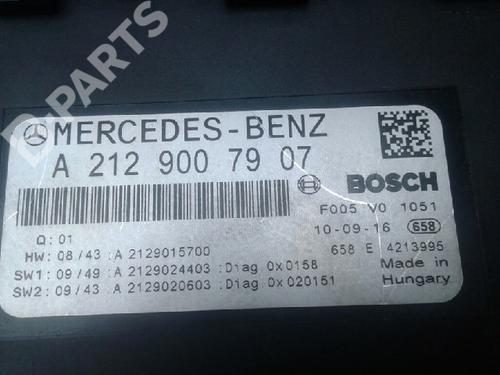 B-PARTS
MERCEDES-BENZ
A 212 900 79 07
BOSCH
F005 V0 1051
Q: 01
10-09-16 658
HW: 08/43 :A 2129015700
658 E 4213995
SW1: 09/49 :A 2129024403 :Diag 0x0158
Made in
SW2: 09/43 :A 2129020603 :Diag 0x020151
Hungary